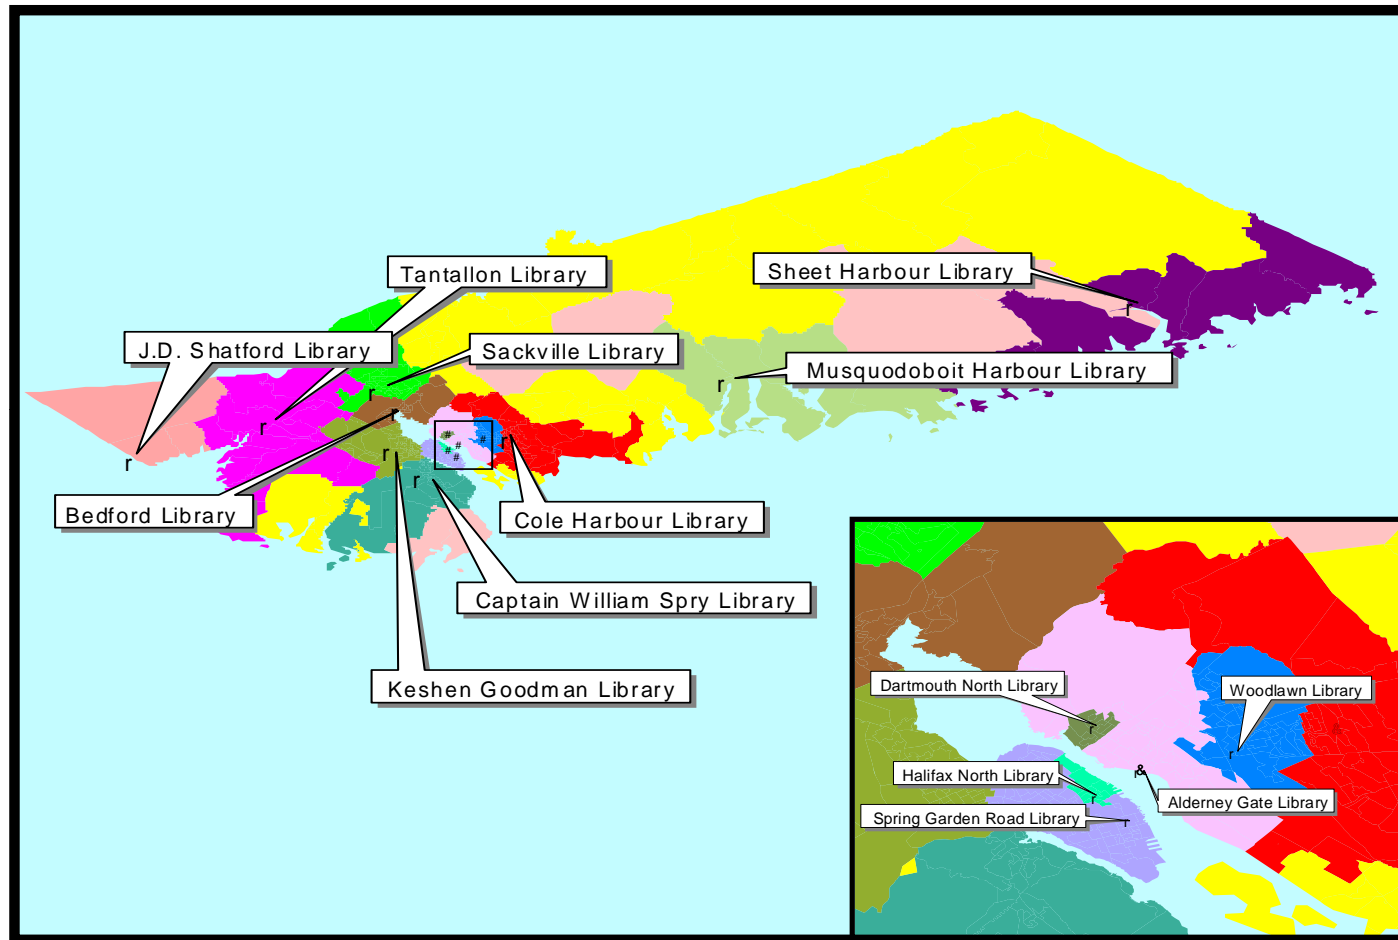 Tantallon Library
Sheet Harbour Library
J.D. Shatford Library
Sackville Library
Musquodoboit Harbour Library
r
r
r
r
r
r
r
r
r
#
#
#
#
#
Bedford Library
Cole Harbour Library
Captain William Spry Library
Keshen Goodman Library
Dartmouth North Library
Woodlawn Library
r
r
Halifax North Library
r&
Alderney Gate Library
r
Spring Garden Road Library
r